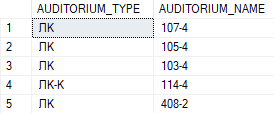 AUDITORIUM_TYPE AUDITORIUM_NAME
1 ЛК 107-4
2 ЛК 105-4
3 ЛК 103-4
4 ЛК-К 114-4
5 ЛК 408-2